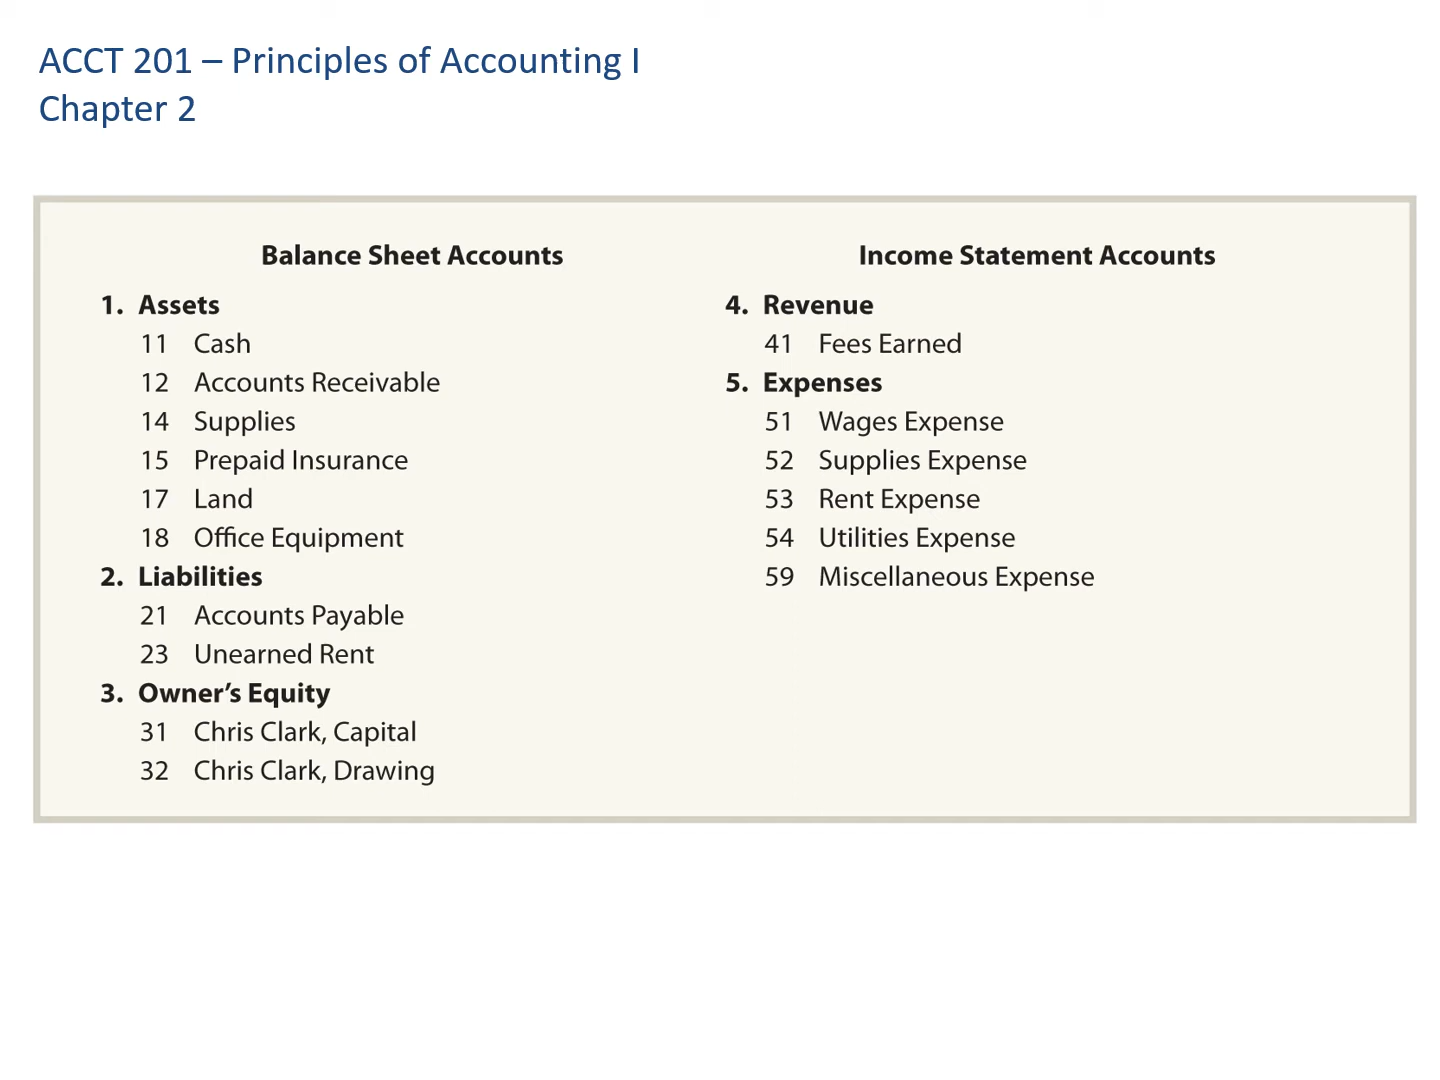 ACCT 201 – Principles of Accounting I
Chapter 2
Balance Sheet Accounts
1. Assets
11 Cash
12 Accounts Receivable
14 Supplies
15 Prepaid Insurance
17 Land
18 Office Equipment
2. Liabilities
21 Accounts Payable
23 Unearned Rent
3. Owner’s Equity
31 Chris Clark, Capital
32 Chris Clark, Drawing
Income Statement Accounts
4. Revenue
41 Fees Earned
5. Expenses
51 Wages Expense
52 Supplies Expense
53 Rent Expense
54 Utilities Expense
59 Miscellaneous Expense